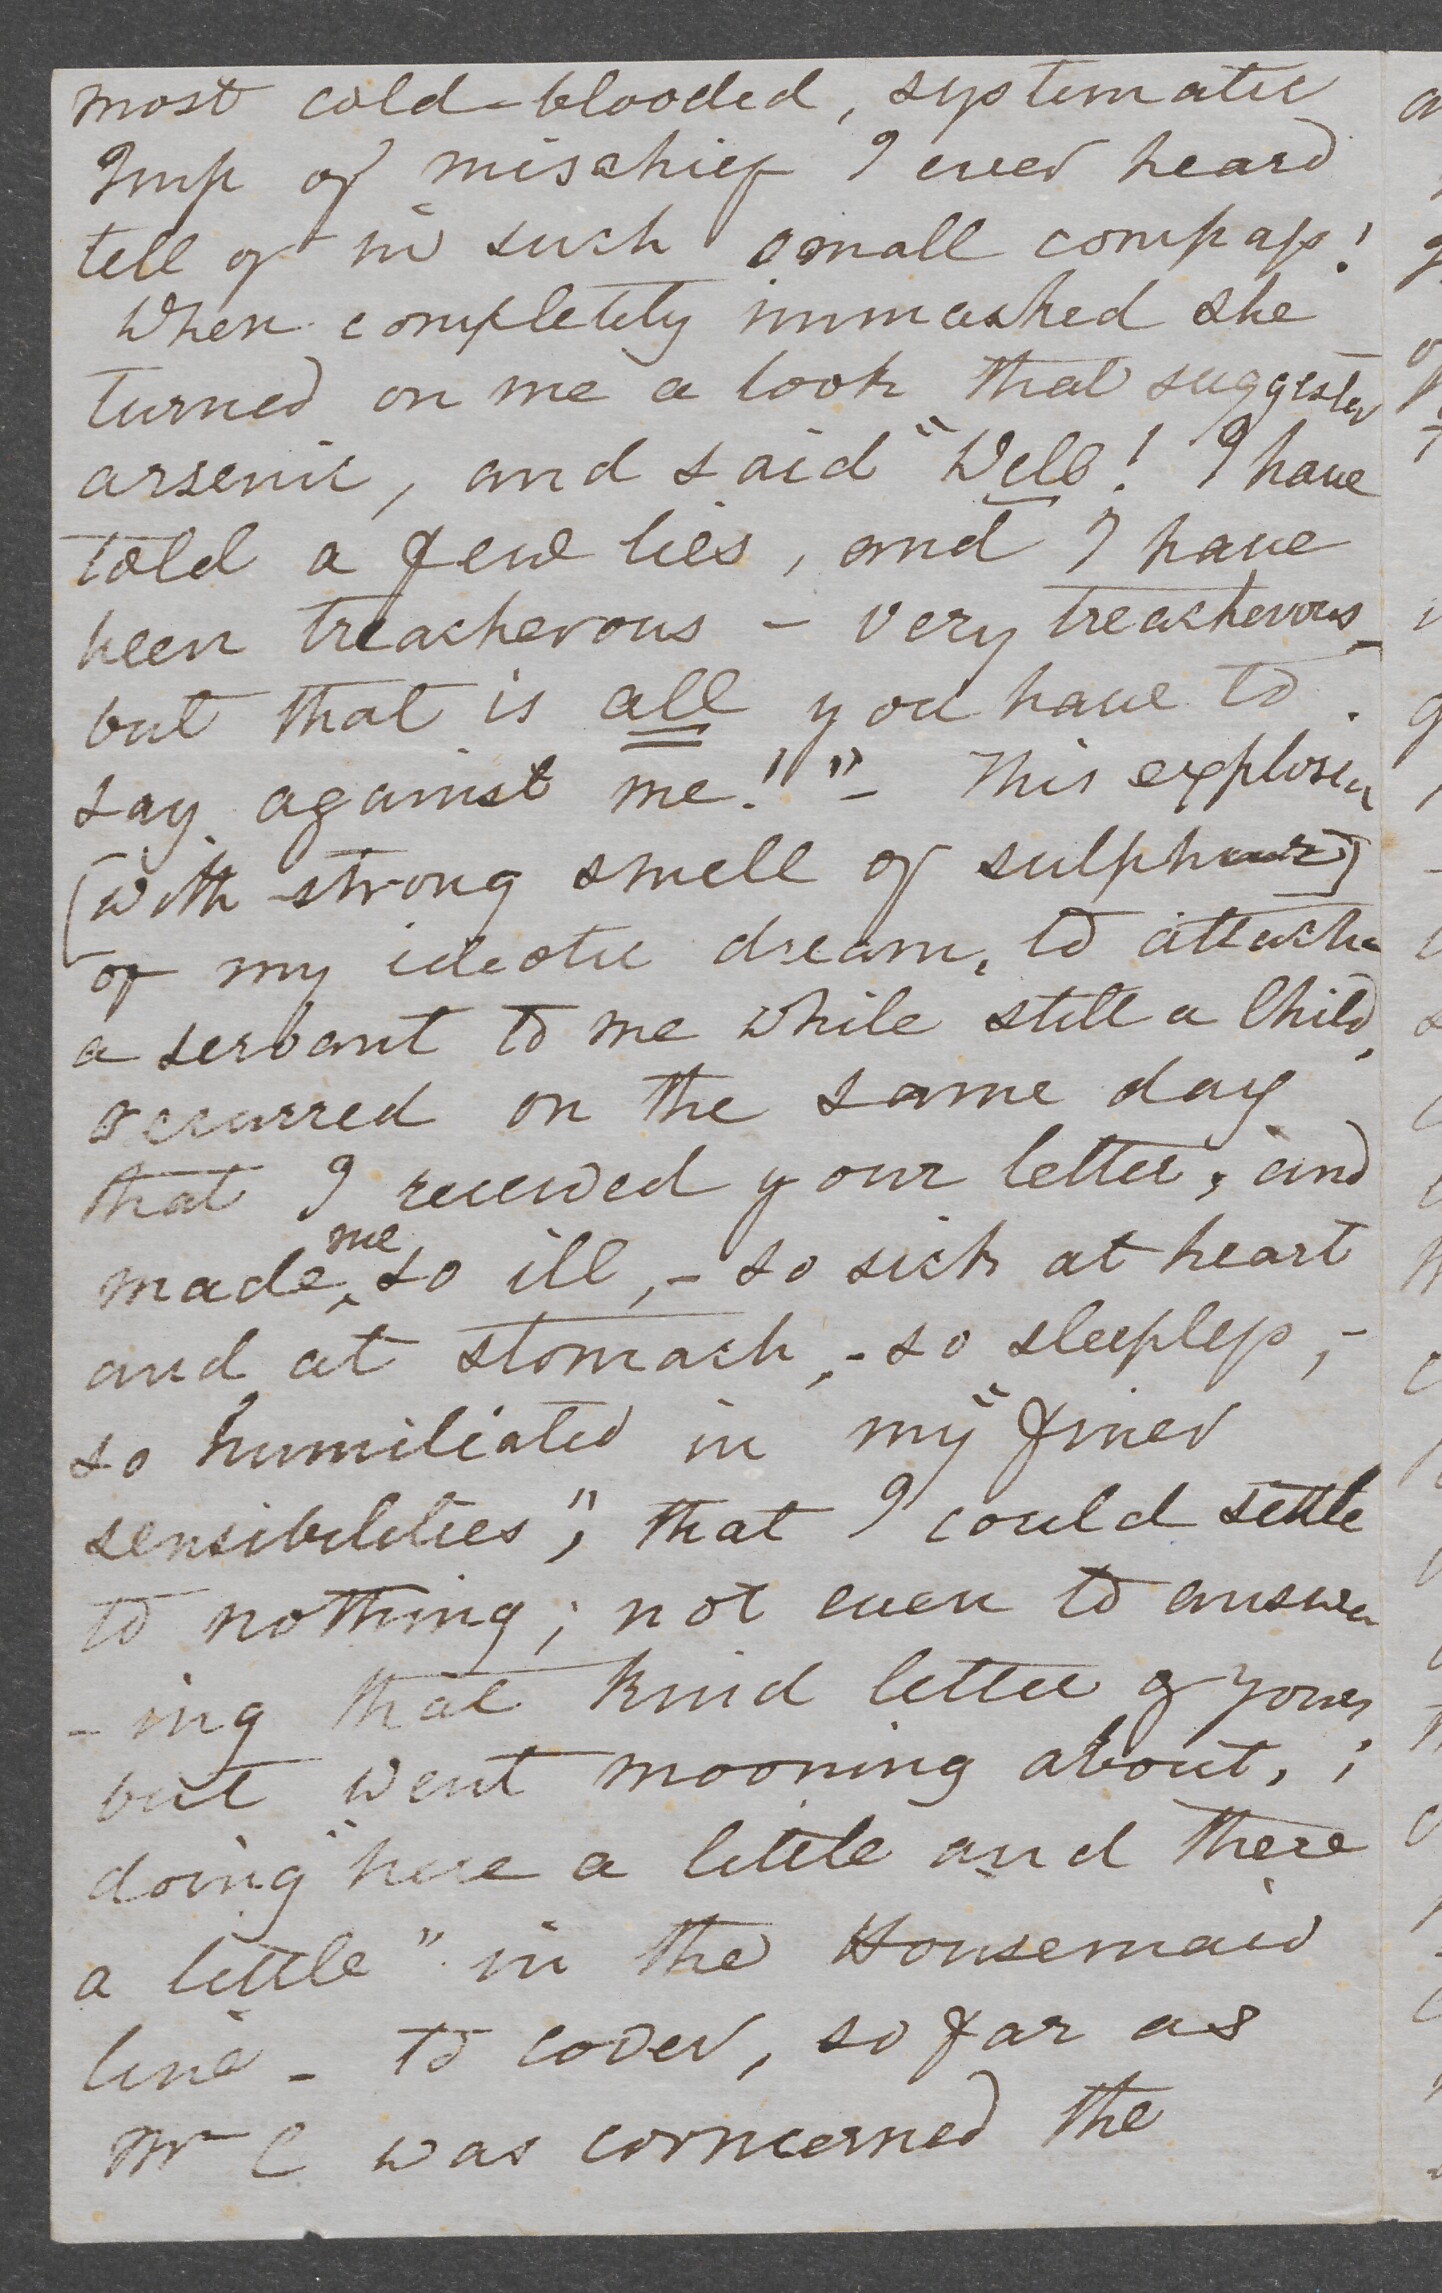 most cold-blooded, systematic
Imp of mischief I ever heard
tell of in such small compass!
When completely unmasked she
turned on me a look that suggested
arsenic, and said "Well! I have
told a few lies, and I have
been treacherous – very treacherous –
but that is all you have to
say against me!" – This explosion
(with strong smell of sulphur)
of my idiotic dream, to attach
a servant to me while still a Child,
occurred on the same day
that I received your letter; and
made me so ill, – so sick at heart
and at stomach, – so sleepless, –
so humiliated in my "finer
sensibilities", that I could settle
to nothing; not even to answer
-ing that kind letter of yours
but went mooning about, ;
doing "here a little and there
a little" in the Housemaid
line – to cover, so far as
Mr C was concerned the